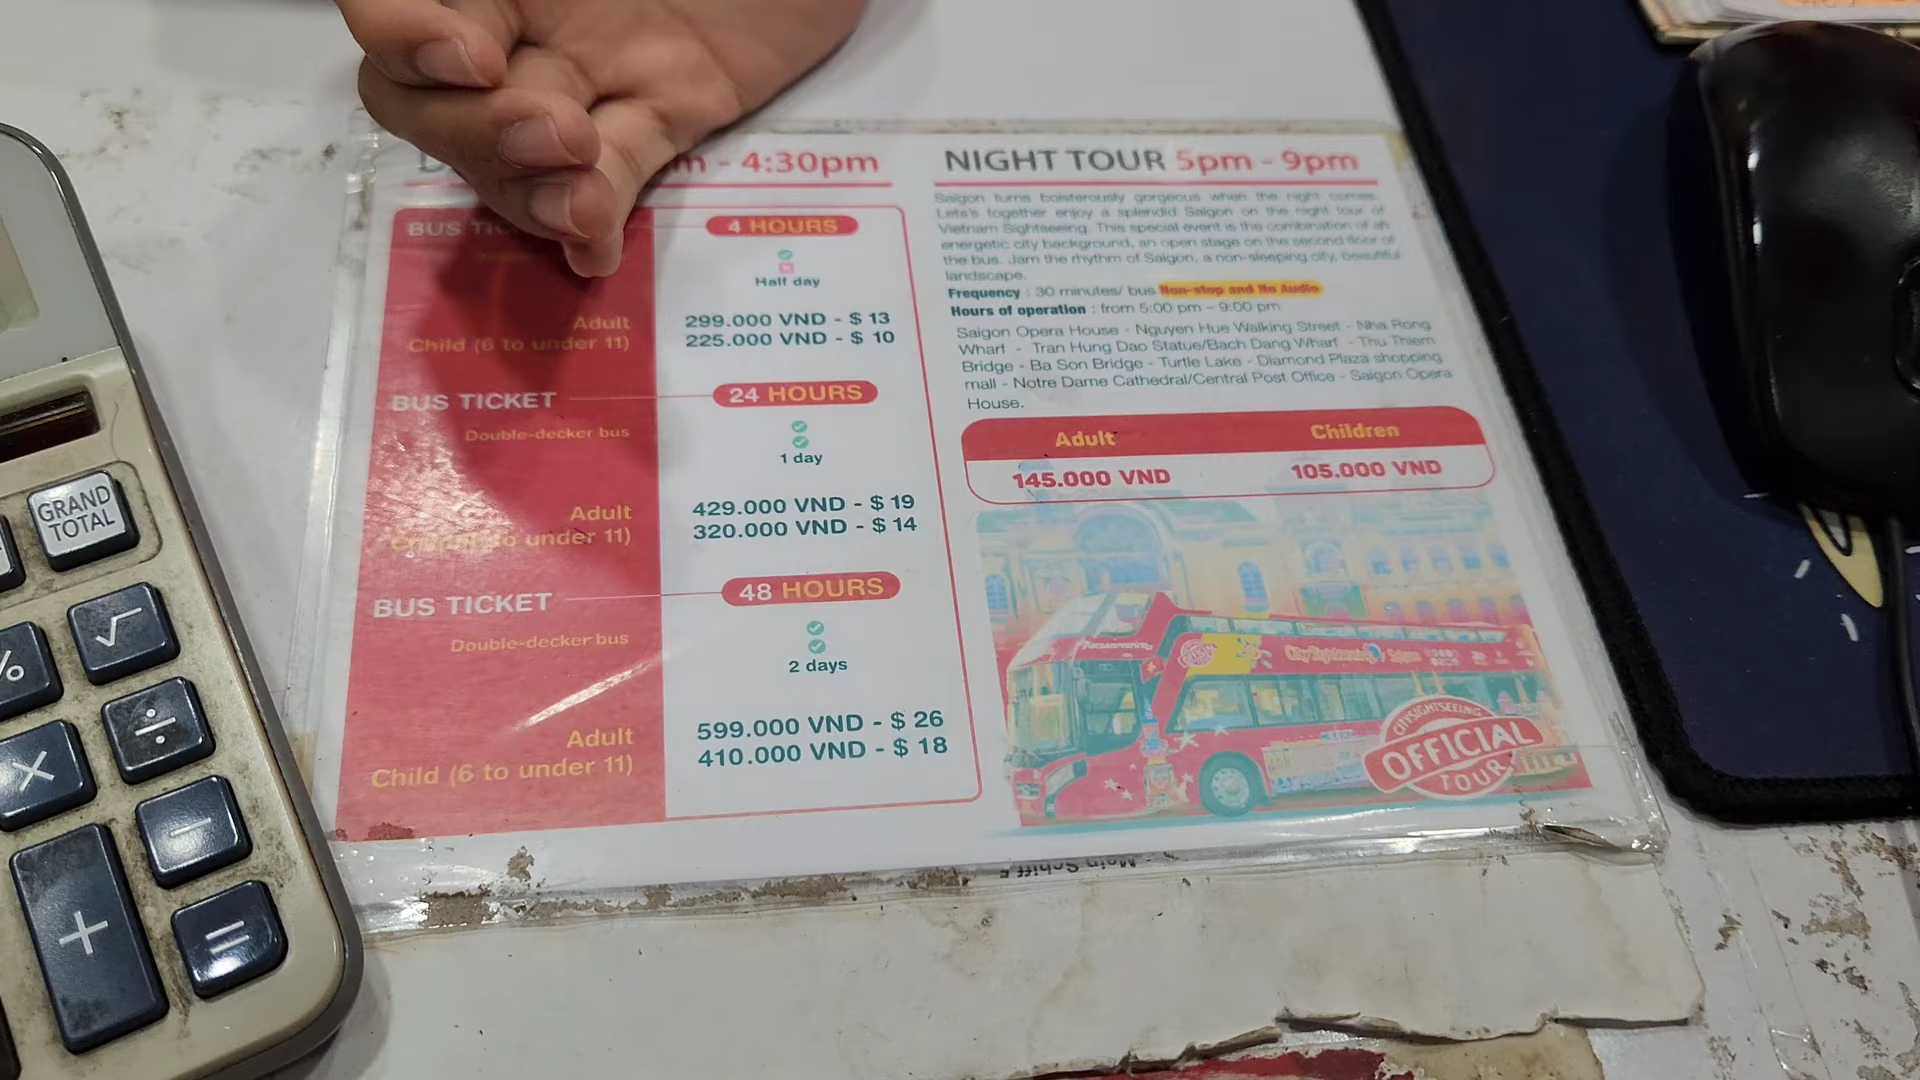 - 4:30pm
BUS
4 HOURS
Half day
Adult 299.000 VND - $ 13
Child (6 to under 11) 225.000 VND - $ 10
BUS TICKET 24 HOURS
Double-decker bus
1 day
Adult 429.000 VND - $ 19
under 11) 320.000 VND - $ 14
BUS TICKET 48 HOURS
Double-decker bus
2 days
Adult 599.000 VND - $ 26
Child (6 to under 11) 410.000 VND - $ 18
NIGHT TOUR 5pm - 9pm
Saigon turns boisterously gorgeous when the night comes.
Lets's together enjoy a splendid Saigon on the night tour of
Vietnam Sightseeing. This special event is the combination of an
energetic city background, an open stage on the second floor of
the bus. Jam the rhythm of Saigon, a non-sleeping city, beautiful
landscape.
Frequency : 30 minutes/ bus Non-stop and No Audio
Hours of operation : from 5:00 pm – 9:00 pm
Saigon Opera House - Nguyen Hue Walking Street - Nha Rong
Wharf - Tran Hung Dao Statue/Bach Dang Wharf - Thu Thiem
Bridge - Ba Son Bridge - Turtle Lake - Diamond Plaza shopping
mall - Notre Dame Cathedral/Central Post Office - Saigon Opera
House.
Adult Children
145.000 VND 105.000 VND
CitySightseeing
CITYSIGHTSEEING
OFFICIAL
TOUR
- Mein Schiff
GRAND
TOTAL
√
%
÷
×
−
+
=